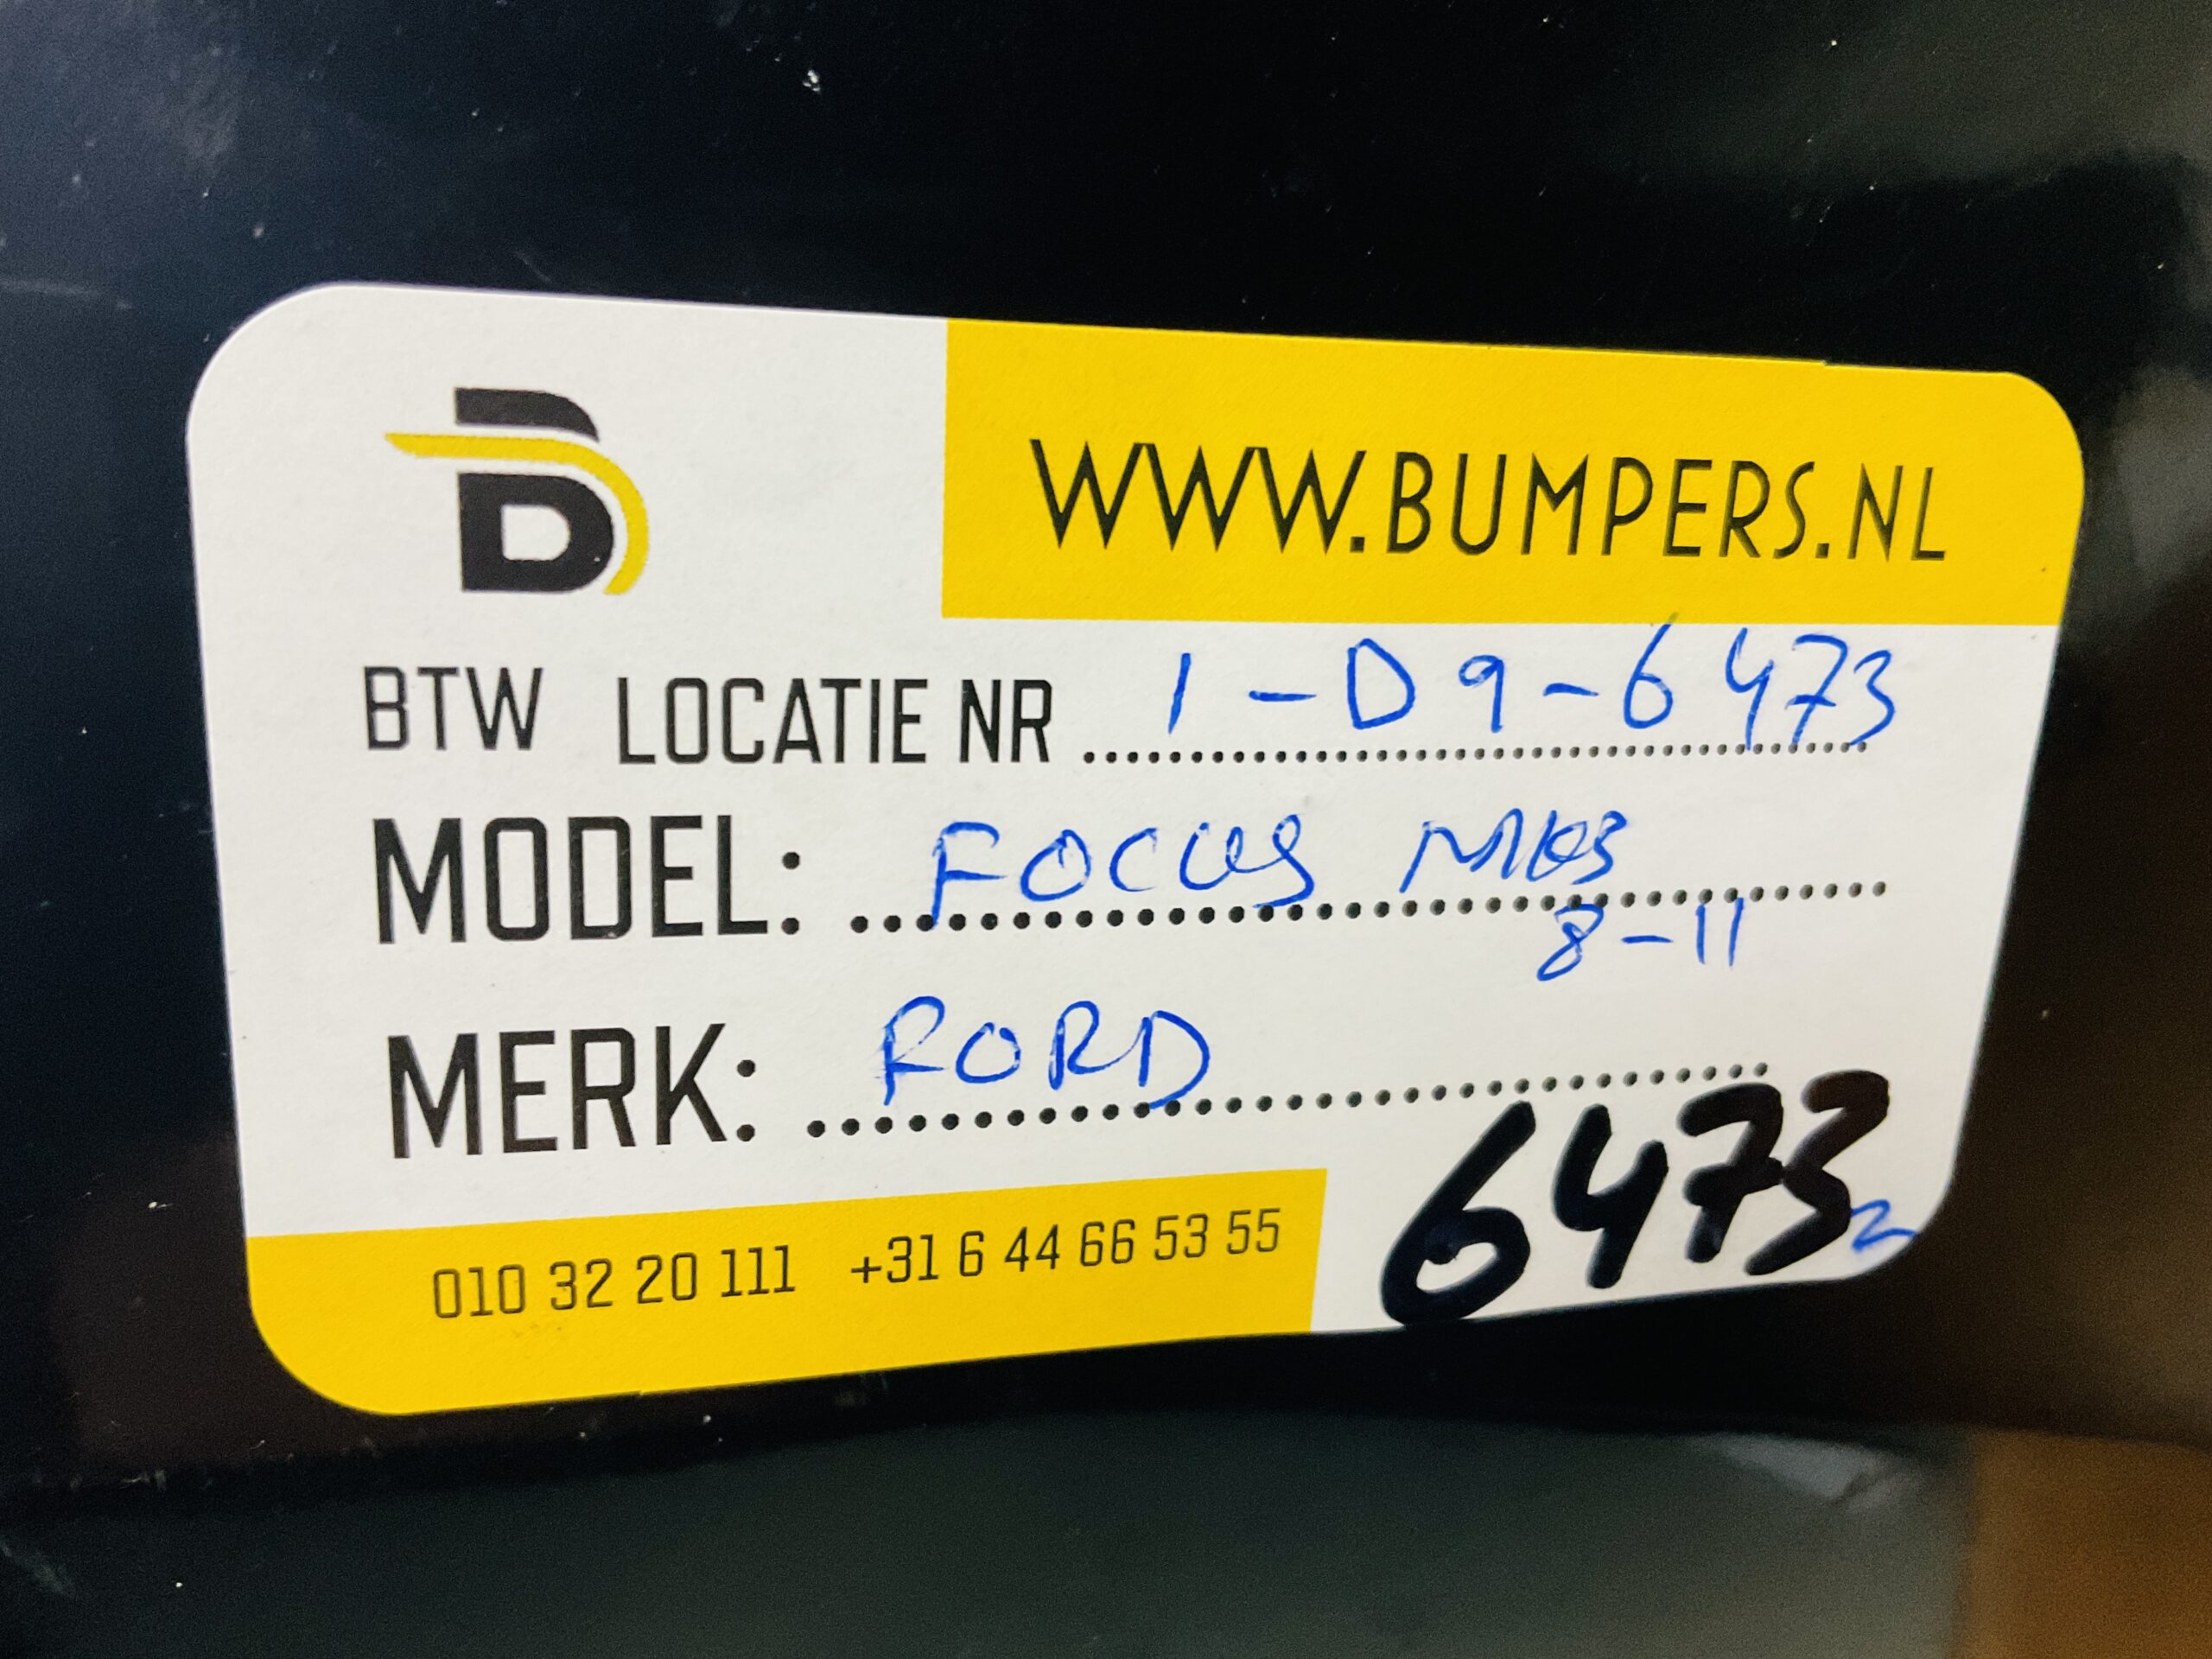 B
WWW.BUMPERS.NL
BTW LOCATIE NR 1-D9-6473
MODEL: FOCUS MK3
8-11
MERK: FORD
6473
2
010 32 20 111 +31 6 44 66 53 55